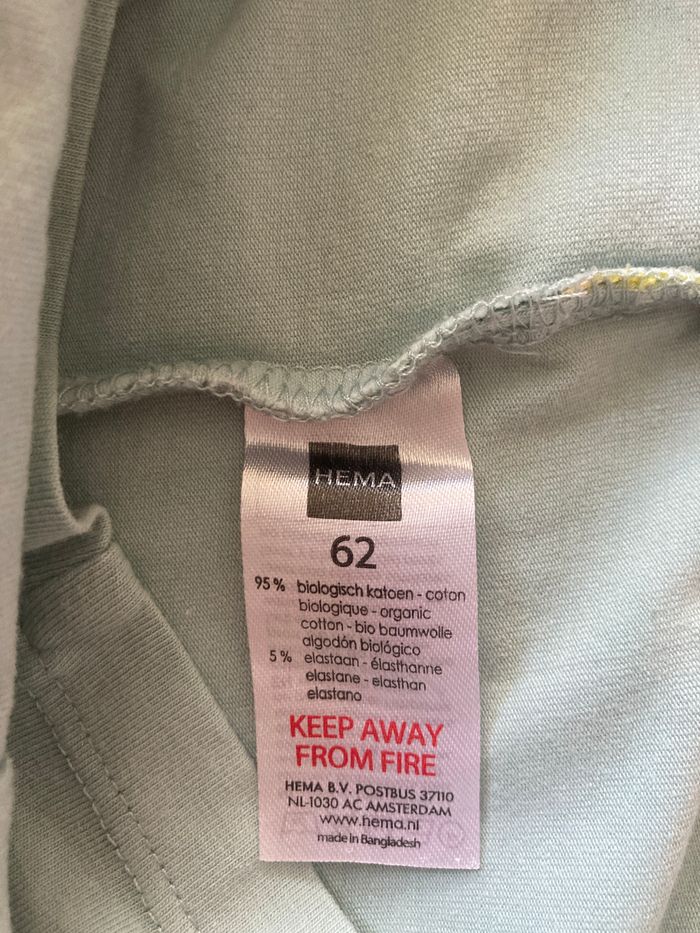 HEMA
62
95% biologisch katoen - coton
biologique - organic
cotton - bio baumwolle
algodón biológico
5% elastaan - élasthanne
elastane - elasthan
elastano
KEEP AWAY
FROM FIRE
HEMA B.V. POSTBUS 37110
NL-1030 AC AMSTERDAM
www.hema.nl
made in Bangladesh